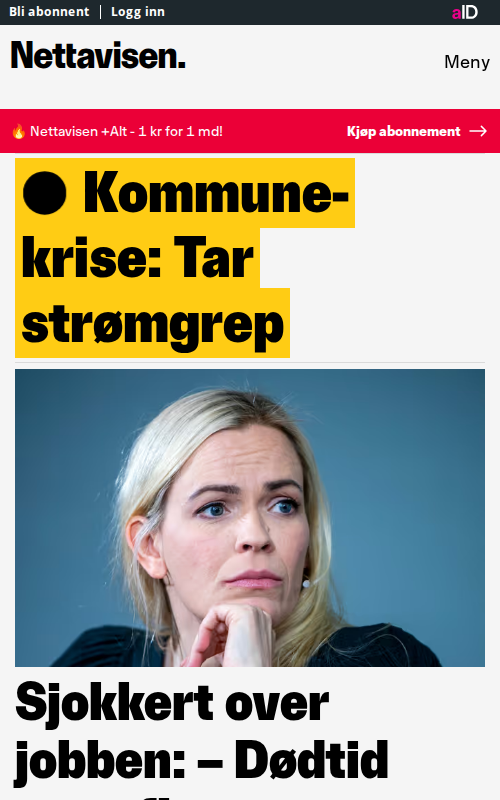 Bli abonnent
Logg inn
aID
Nettavisen.
Meny
Nettavisen +Alt - 1 kr for 1 md!
Kjøp abonnement
Kommune-
krise: Tar
strømgrep
Sjokkert over
jobben: – Dødtid